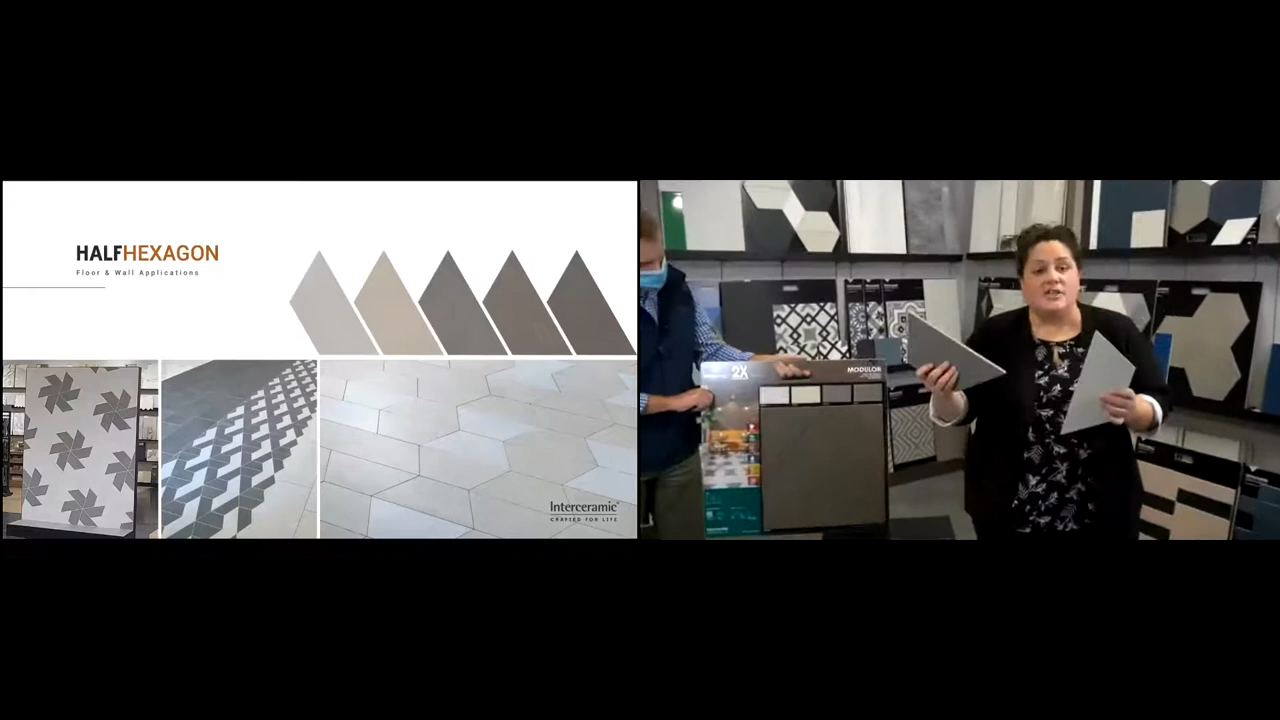 HALFHEXAGON
Floor & Wall Applications
Interceramic
CRAFTED FOR LIFE
2X
MODULOR